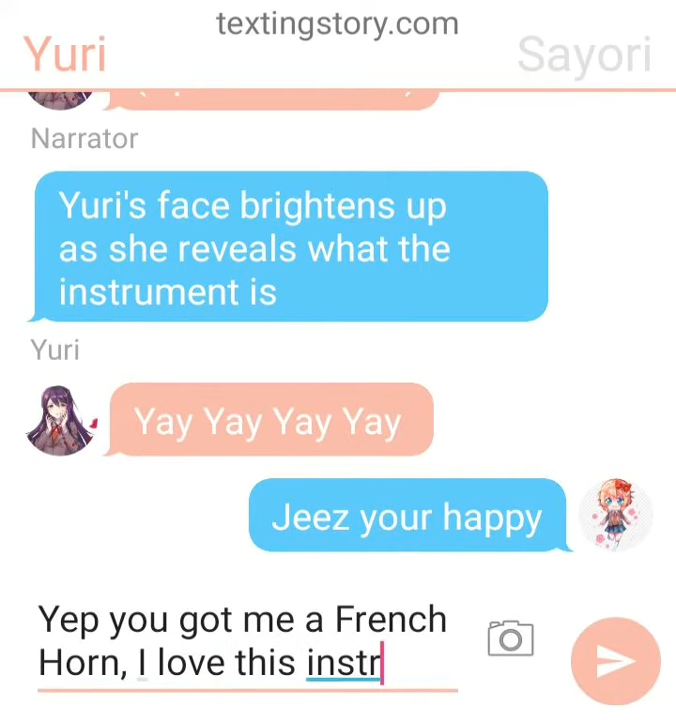 textingstory.com
Yuri
Sayori
Narrator
Yuri's face brightens up
as she reveals what the
instrument is
Yuri
Yay Yay Yay Yay
Jeez your happy
Yep you got me a French
Horn, I love this instr